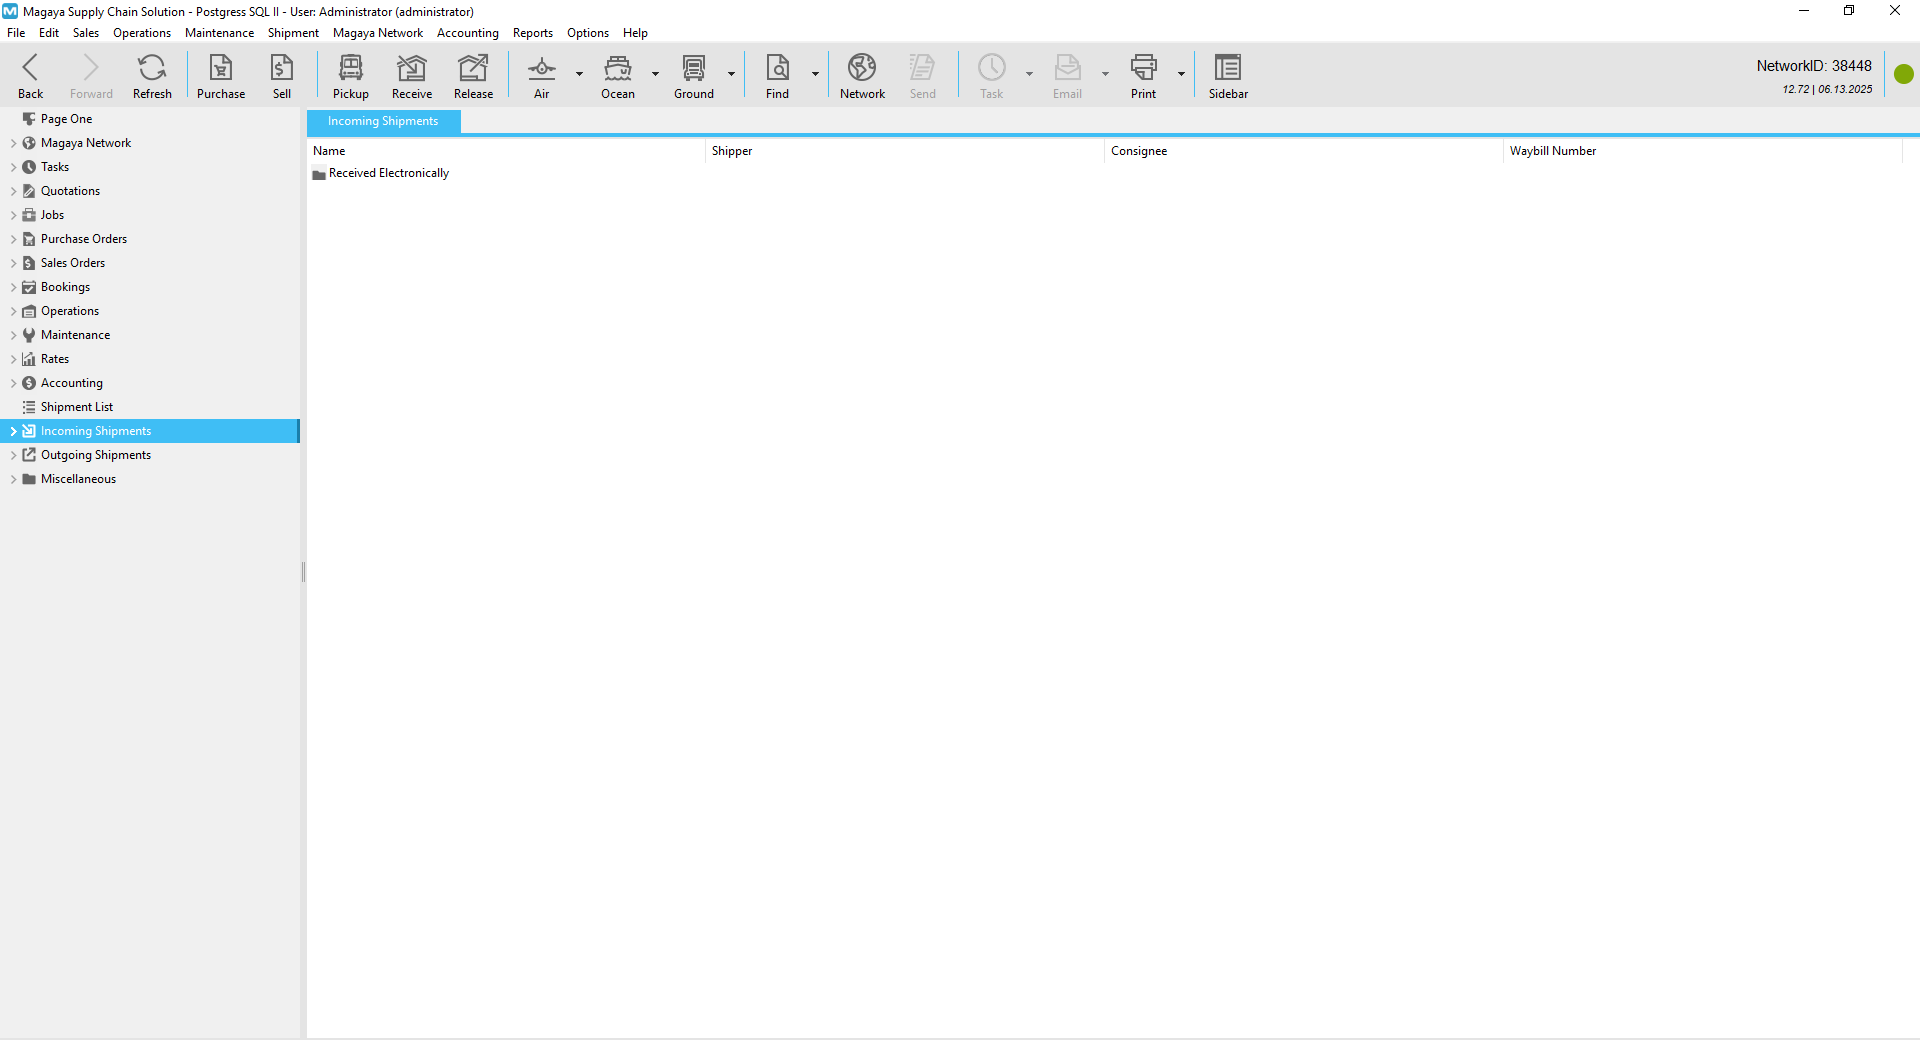 Magaya Supply Chain Solution - Postgress SQL II - User: Administrator (administrator)
File Edit Sales Operations Maintenance Shipment Magaya Network Accounting Reports Options Help
Back Forward Refresh Purchase Sell Pickup Receive Release Air Ocean Ground Find Network Send Task Email Print Sidebar
NetworkID: 38448
12.72 | 06.13.2025
Page One
Magaya Network
Tasks
Quotations
Jobs
Purchase Orders
Sales Orders
Bookings
Operations
Maintenance
Rates
Accounting
Shipment List
Incoming Shipments
Outgoing Shipments
Miscellaneous
Incoming Shipments
Name Shipper Consignee Waybill Number
Received Electronically